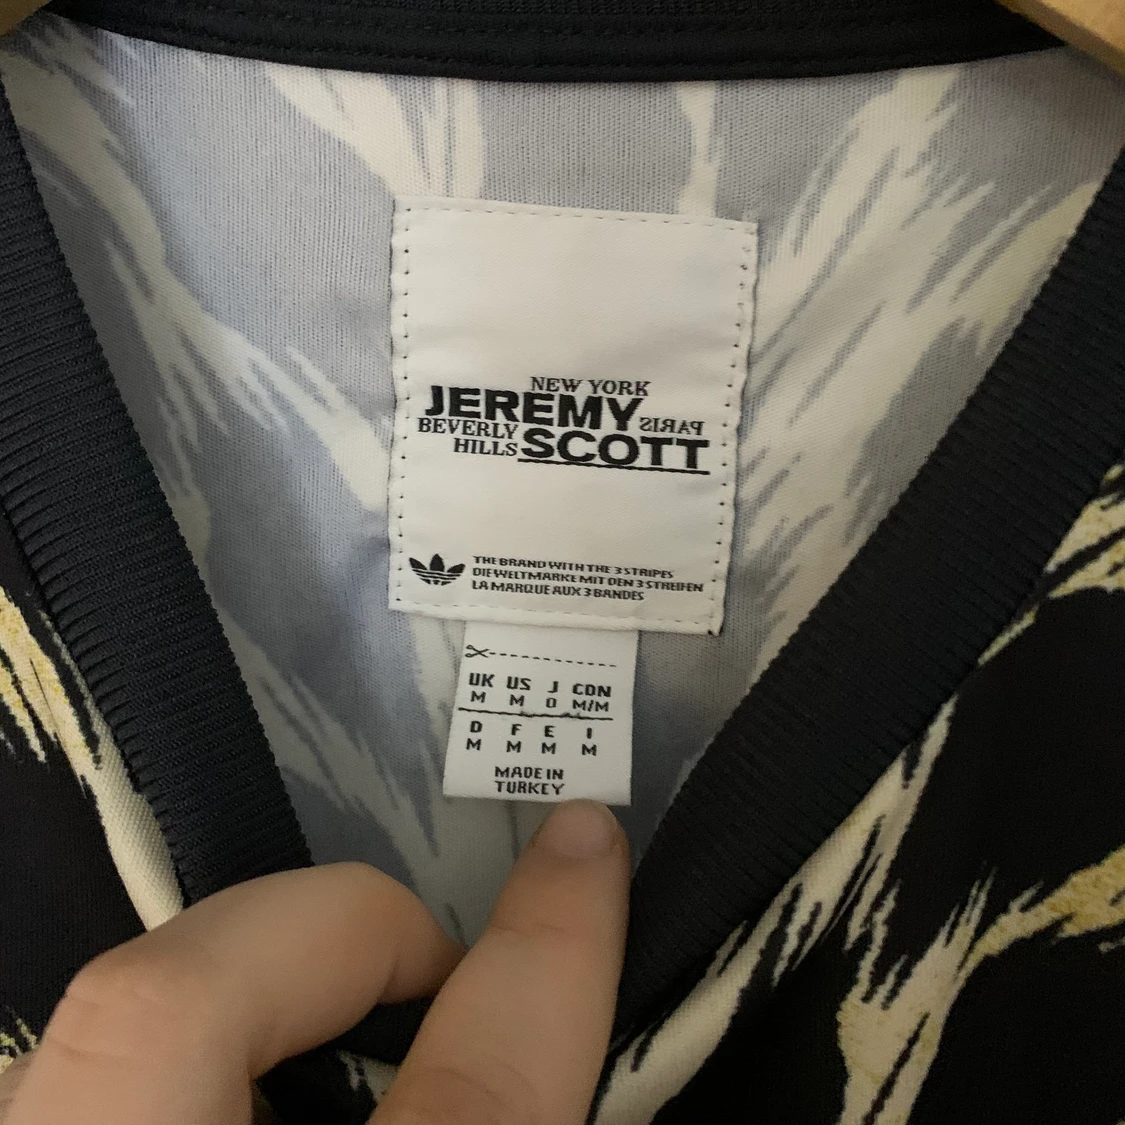 NEW YORK
JEREMY
PARIS
BEVERLY
HILLS
SCOTT
THE BRAND WITH THE 3 STRIPES
DIE WELTMARKE MIT DEN 3 STREIFEN
LA MARQUE AUX 3 BANDES
UK US J CDN
M M O M/M
D F E I
M M M M
MADE IN
TURKEY